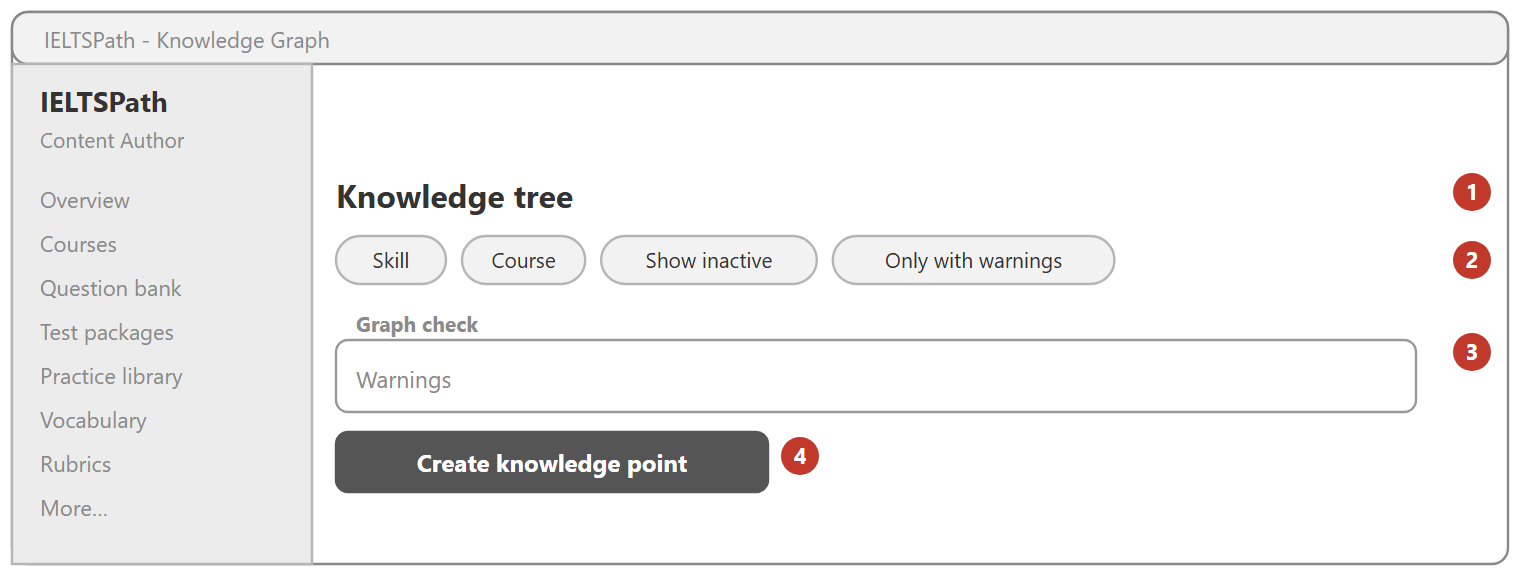 IELTSPath - Knowledge Graph
IELTSPath
Content Author
Overview
Courses
Question bank
Test packages
Practice library
Vocabulary
Rubrics
More...
Knowledge tree
1
Skill Course Show inactive Only with warnings
2
Graph check
Warnings
3
Create knowledge point
4